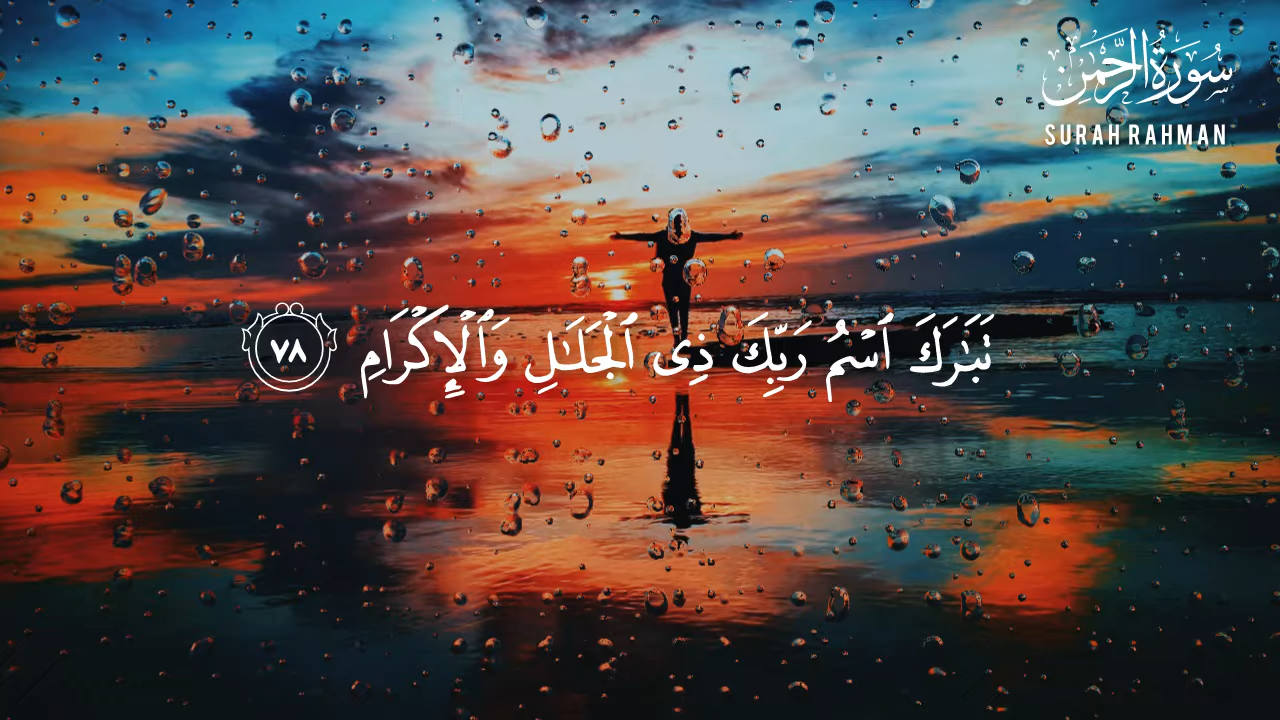 سُورَةُ الرَّحْمَٰن
SURAH RAHMAN
تَبَٰرَكَ ٱسْمُ رَبِّكَ ذِى ٱلْجَلَٰلِ وَٱلْإِكْرَامِ ٧٨